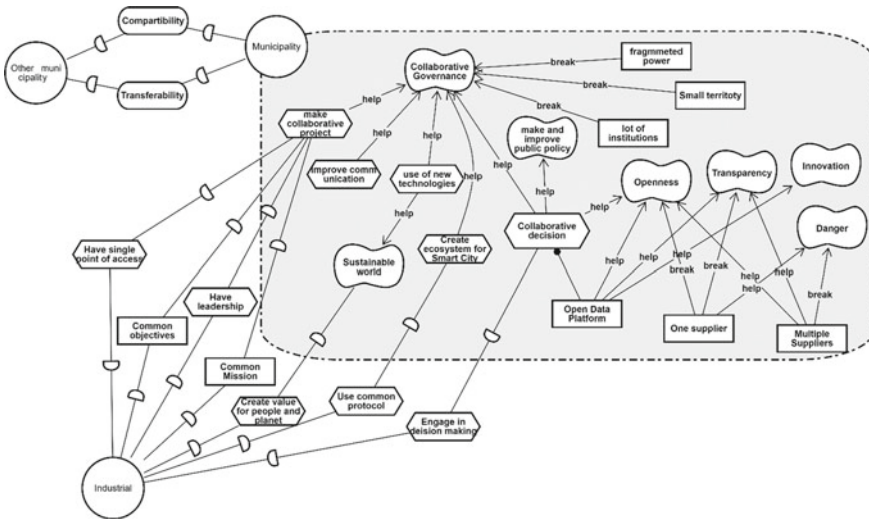 Compartibility
Municipality
Other muni
cipality
Transferability
Collaborative
Governance
break
fragmmeted
power
break
Small territoty
break
lot of
institutions
make
collaborative
project
help
help
help
help
help
improve comm
unication
use of new
technologies
make and
improve
public policy
help
Openness
Transparency
Innovation
Danger
help
Sustainable
world
Create
ecosystem for
Smart City
Collaborative
decision
help
help
help
help
break
break
help
help
help
break
Open Data
Platform
One supplier
Multiple
Suppliers
Have single
point of access
Have
leadership
Common
objectives
Common
Mission
Create value
for people and
planet
Use common
protocol
Engage in
deision making
Industrial